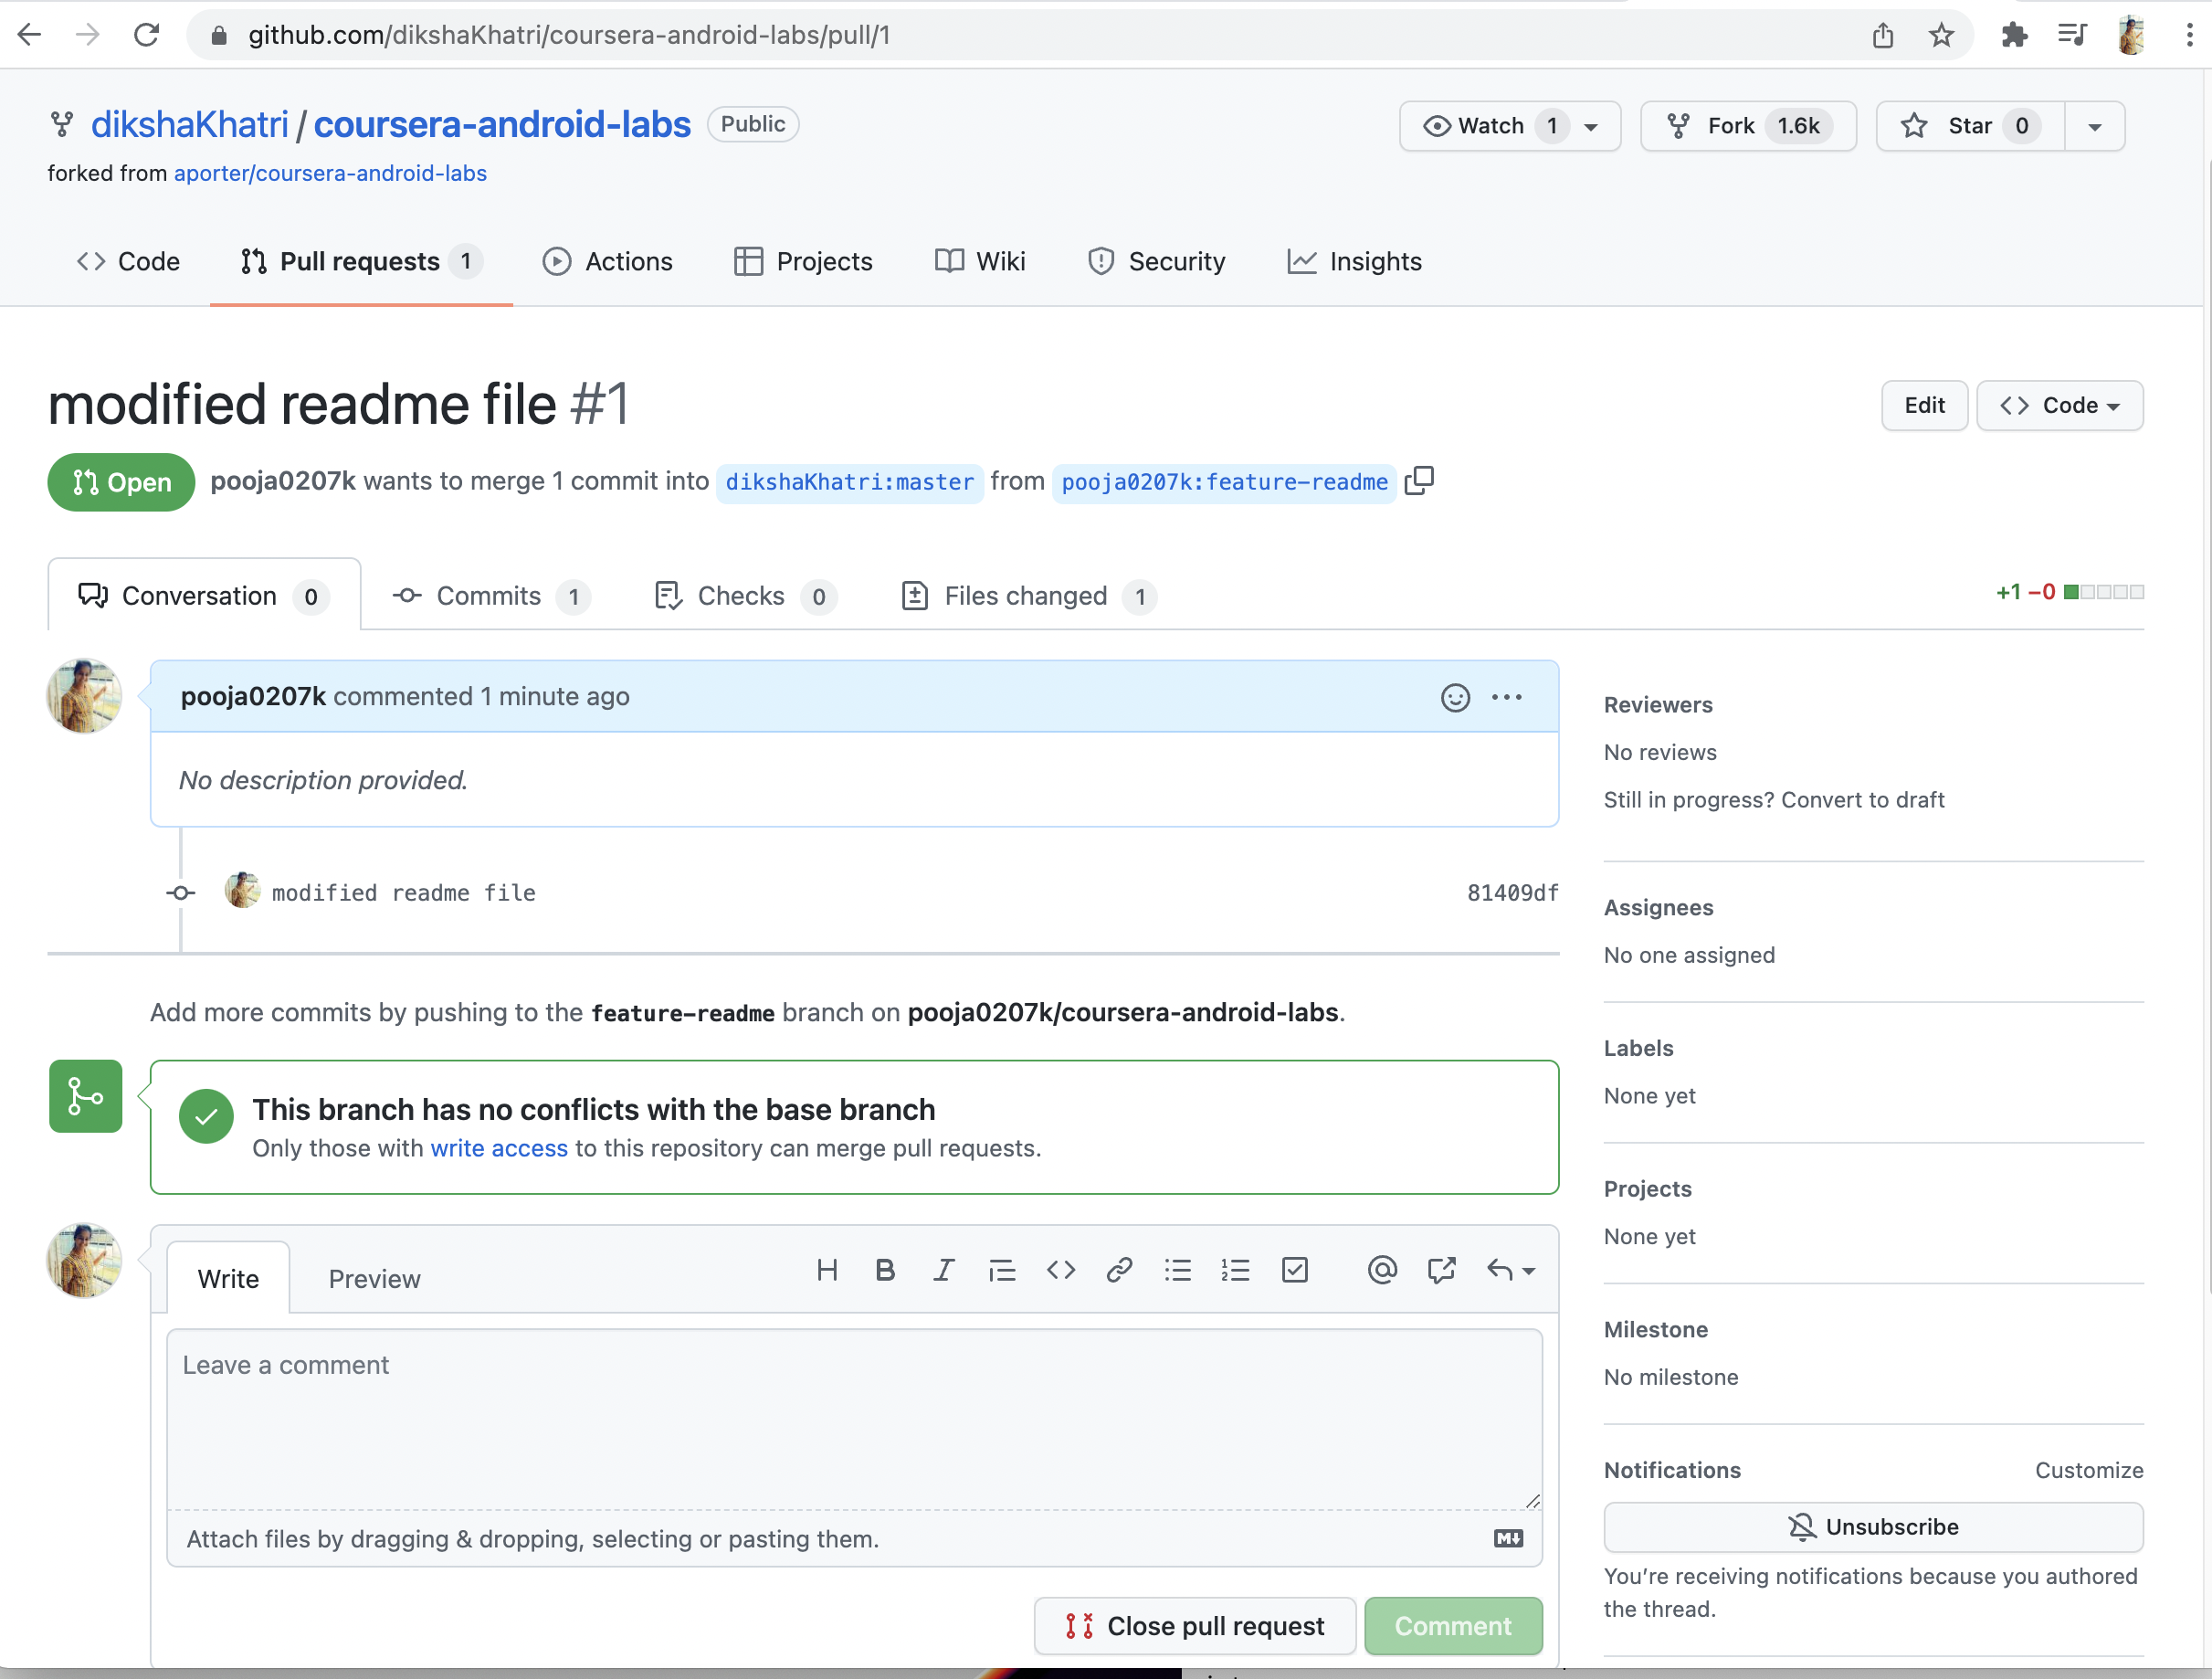 github.com/dikshaKhatri/coursera-android-labs/pull/1
dikshaKhatri / coursera-android-labs Public
Watch 1 Fork 1.6k Star 0
forked from aporter/coursera-android-labs
Code Pull requests 1 Actions Projects Wiki Security Insights
modified readme file #1
Edit Code
Open pooja0207k wants to merge 1 commit into dikshaKhatri:master from pooja0207k:feature-readme
Conversation 0 Commits 1 Checks 0 Files changed 1 +1 −0
pooja0207k commented 1 minute ago
No description provided.
modified readme file 81409df
Add more commits by pushing to the feature-readme branch on pooja0207k/coursera-android-labs.
This branch has no conflicts with the base branch
Only those with write access to this repository can merge pull requests.
Write Preview
Leave a comment
Attach files by dragging & dropping, selecting or pasting them.
Close pull request Comment
Reviewers
No reviews
Still in progress? Convert to draft
Assignees
No one assigned
Labels
None yet
Projects
None yet
Milestone
No milestone
Notifications Customize
Unsubscribe
You’re receiving notifications because you authored
the thread.